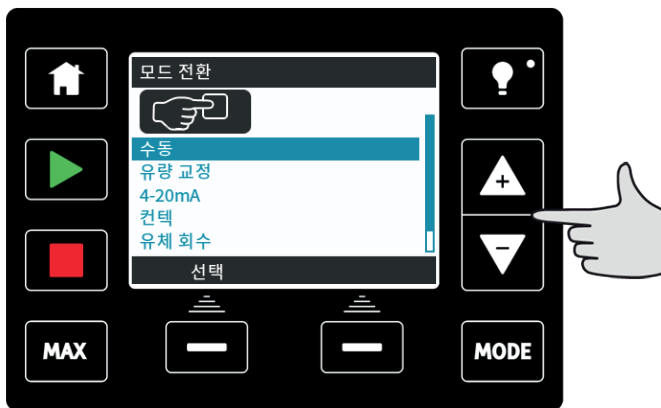 모드 전환
수동
유량 교정
4-20mA
컨텍
유체 회수
선택
+
-
MAX
MODE